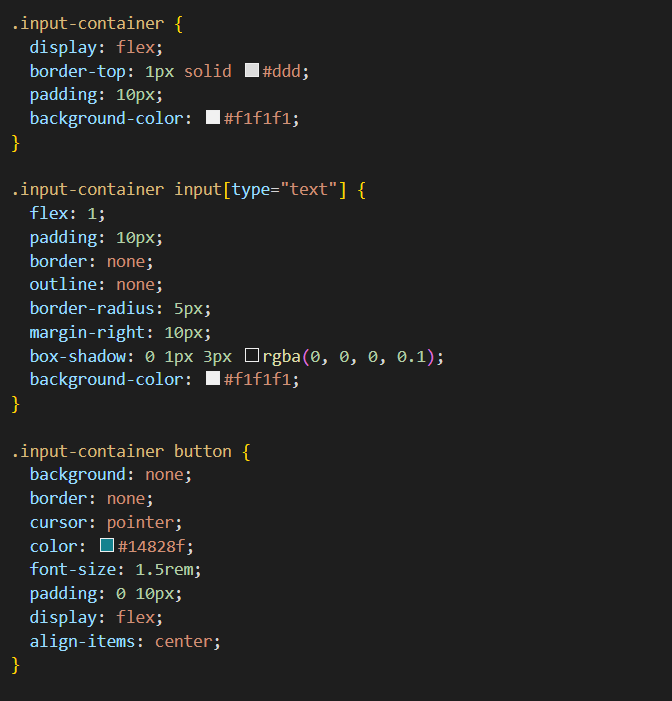 .input-container {
  display: flex;
  border-top: 1px solid #ddd;
  padding: 10px;
  background-color: #f1f1f1;
}

.input-container input[type="text"] {
  flex: 1;
  padding: 10px;
  border: none;
  outline: none;
  border-radius: 5px;
  margin-right: 10px;
  box-shadow: 0 1px 3px rgba(0, 0, 0, 0.1);
  background-color: #f1f1f1;
}

.input-container button {
  background: none;
  border: none;
  cursor: pointer;
  color: #14828f;
  font-size: 1.5rem;
  padding: 0 10px;
  display: flex;
  align-items: center;
}